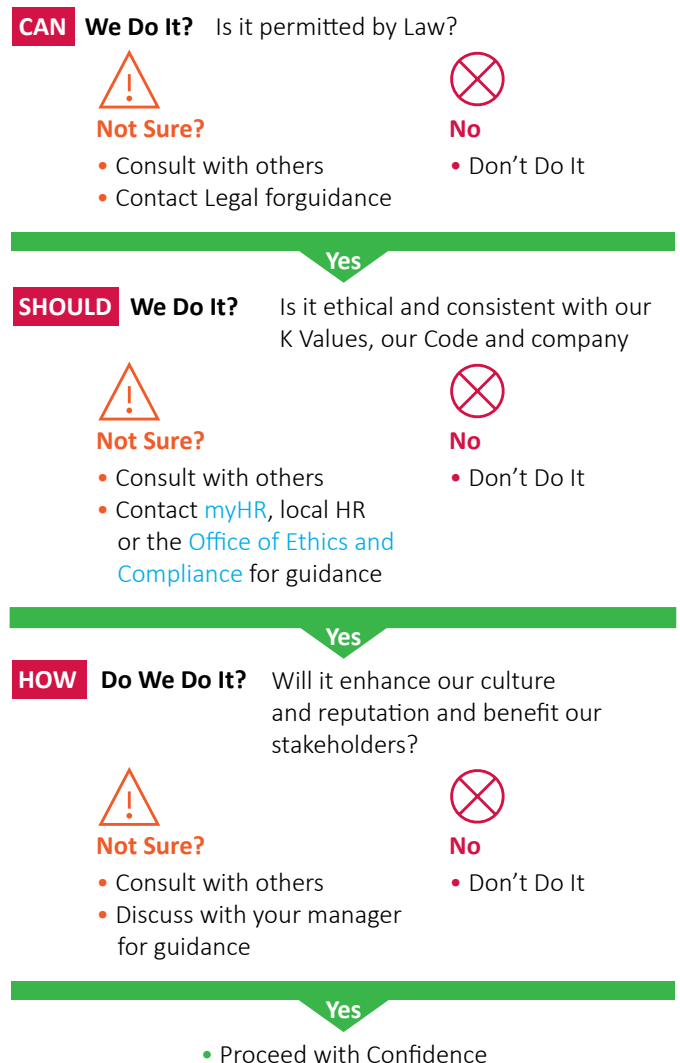 CAN We Do It? Is it permitted by Law?
Not Sure? No
• Consult with others • Don’t Do It
• Contact Legal forguidance
Yes
SHOULD We Do It? Is it ethical and consistent with our
K Values, our Code and company
Not Sure? No
• Consult with others • Don’t Do It
• Contact myHR, local HR
or the Office of Ethics and
Compliance for guidance
Yes
HOW Do We Do It? Will it enhance our culture
and reputation and benefit our
stakeholders?
Not Sure? No
• Consult with others • Don’t Do It
• Discuss with your manager
for guidance
Yes
• Proceed with Confidence